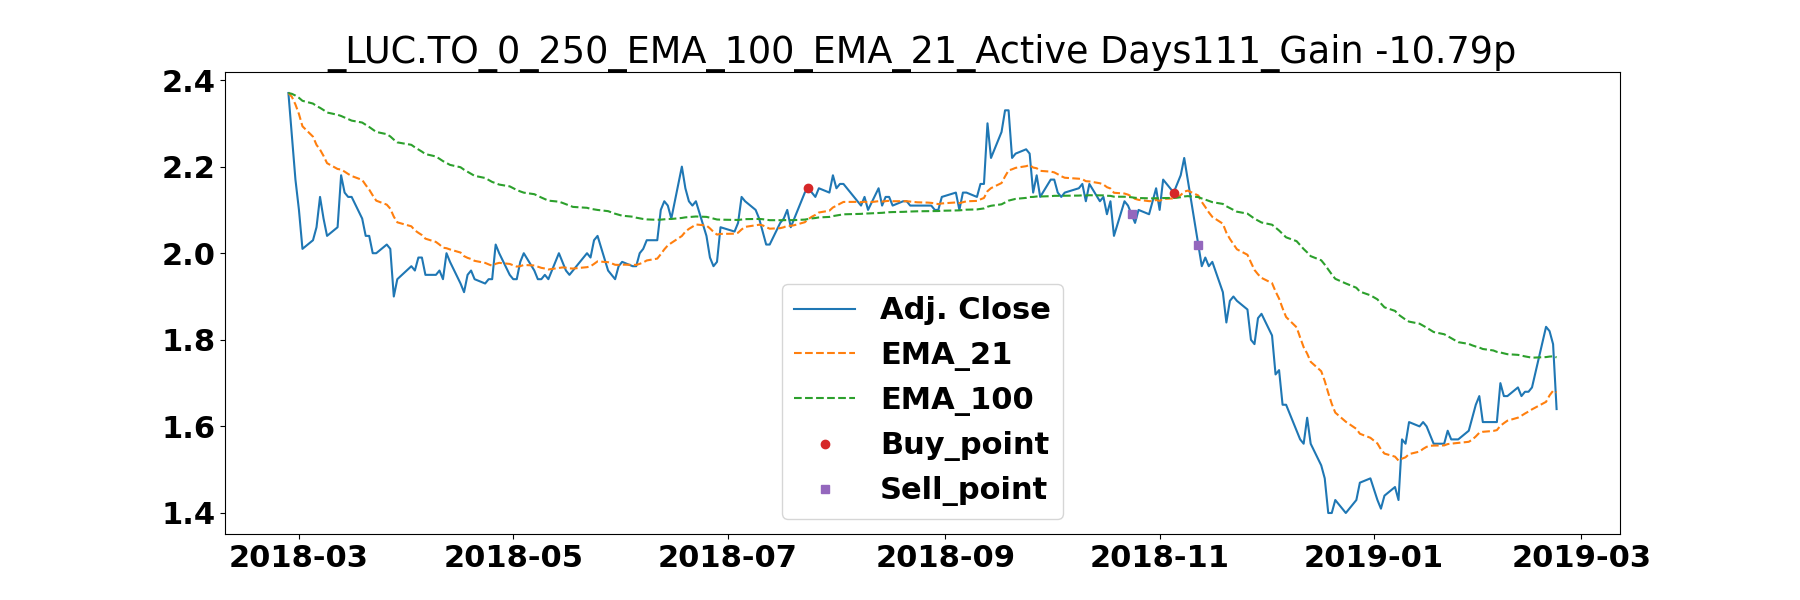 _LUC.TO_0_250_EMA_100_EMA_21_Active Days111_Gain -10.79p
2.4
2.2
2.0
1.8
1.6
1.4
Adj. Close
EMA_21
EMA_100
Buy_point
Sell_point
2018-03 2018-05 2018-07 2018-09 2018-11 2019-01 2019-03